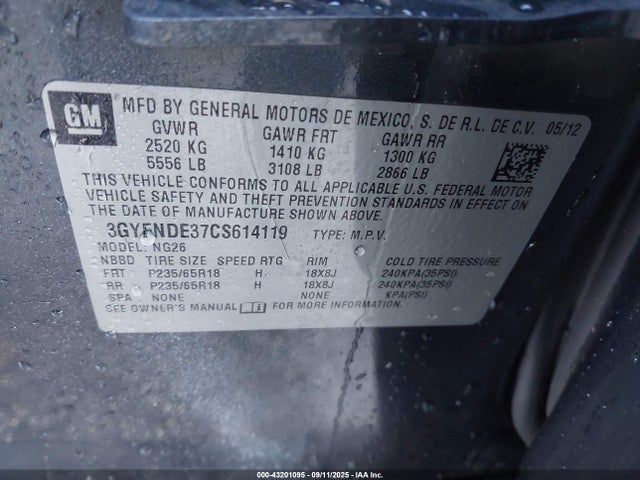 GM
MFD BY GENERAL MOTORS DE MEXICO, S. DE R.L. DE C.V. 05/12
GVWR GAWR FRT GAWR RR
2520 KG 1410 KG 1300 KG
5556 LB 3108 LB 2866 LB
THIS VEHICLE CONFORMS TO ALL APPLICABLE U.S. FEDERAL MOTOR
VEHICLE SAFETY AND THEFT PREVENTION STANDARDS IN EFFECT ON THE
DATE OF MANUFACTURE SHOWN ABOVE.
3GYFNDE37CS614119 TYPE: M.P.V.
MODEL: NG26
NBBD TIRE SIZE SPEED RTG RIM COLD TIRE PRESSURE
FRT P235/65R18 H 18X8J 240KPA(35PSI)
RR P235/65R18 H 18X8J 240KPA(35PSI)
SPA NONE NONE KPA(PSI)
SEE OWNER'S MANUAL FOR MORE INFORMATION.
00-43201095 - 09/11/2025 - IAAI.COM